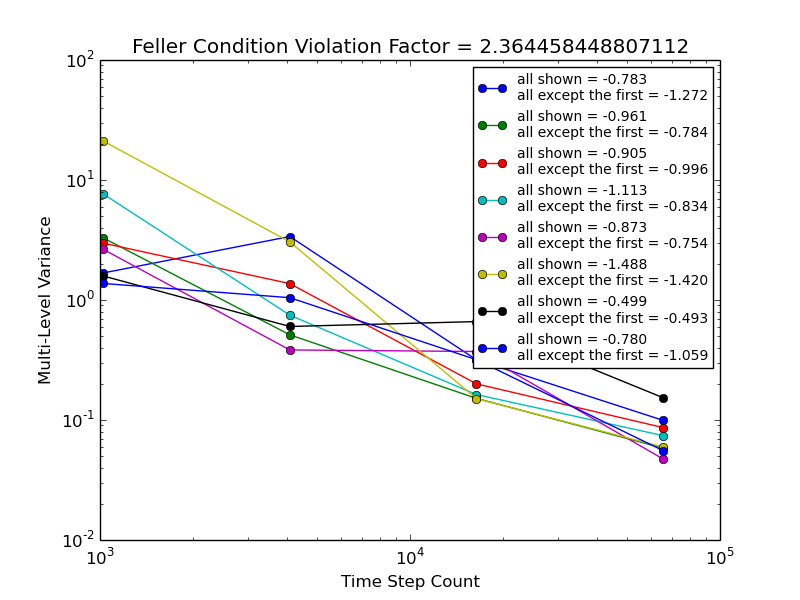 Feller Condition Violation Factor = 2.364458448807112
10^2
10^1
10^0
10^-1
10^-2
Multi-Level Variance
all shown = -0.783
all except the first = -1.272
all shown = -0.961
all except the first = -0.784
all shown = -0.905
all except the first = -0.996
all shown = -1.113
all except the first = -0.834
all shown = -0.873
all except the first = -0.754
all shown = -1.488
all except the first = -1.420
all shown = -0.499
all except the first = -0.493
all shown = -0.780
all except the first = -1.059
10^3 10^4 10^5
Time Step Count